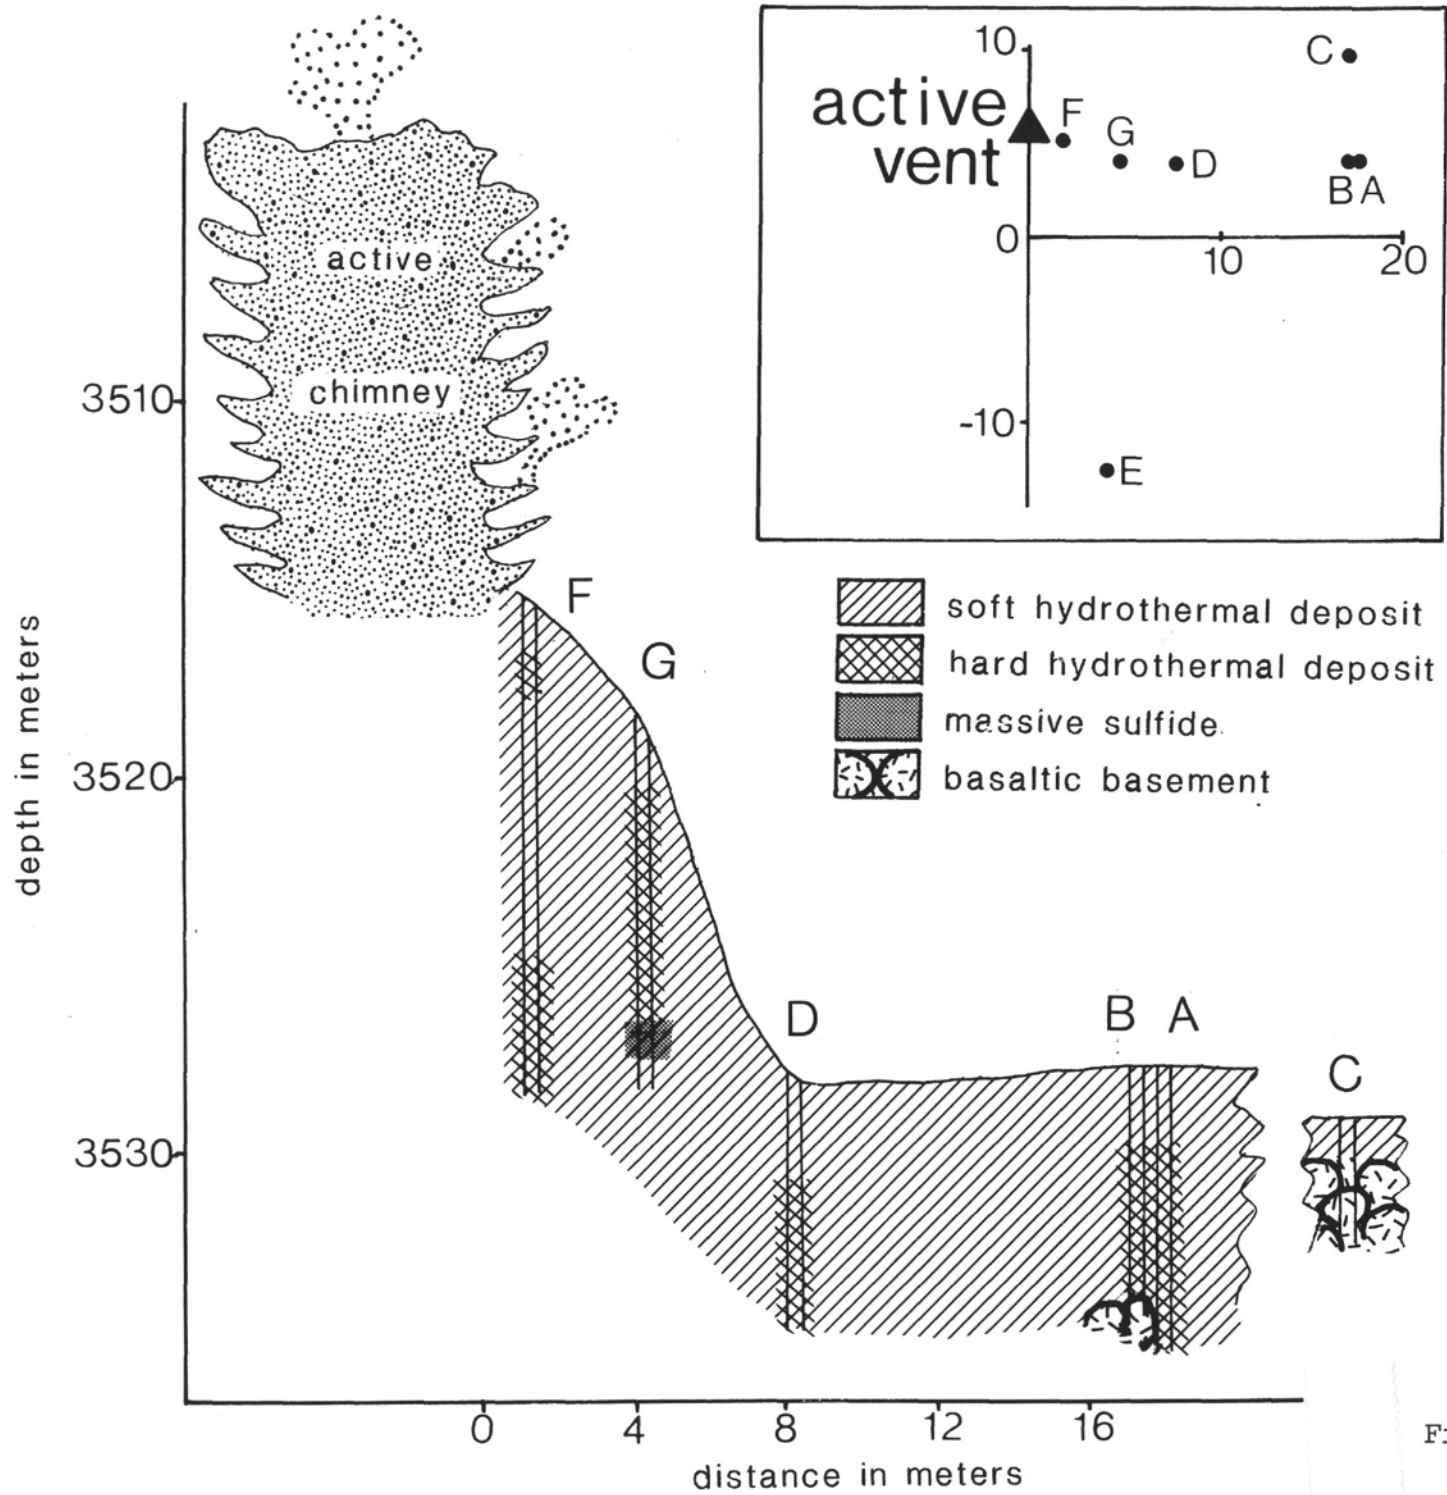 10
C
active
vent
F
G
D
B A
0
10
20
-10
E
active
chimney
3510
3520
3530
depth in meters
F
G
D
B
A
C
soft hydrothermal deposit
hard hydrothermal deposit
massive sulfide
basaltic basement
0
4
8
12
16
distance in meters